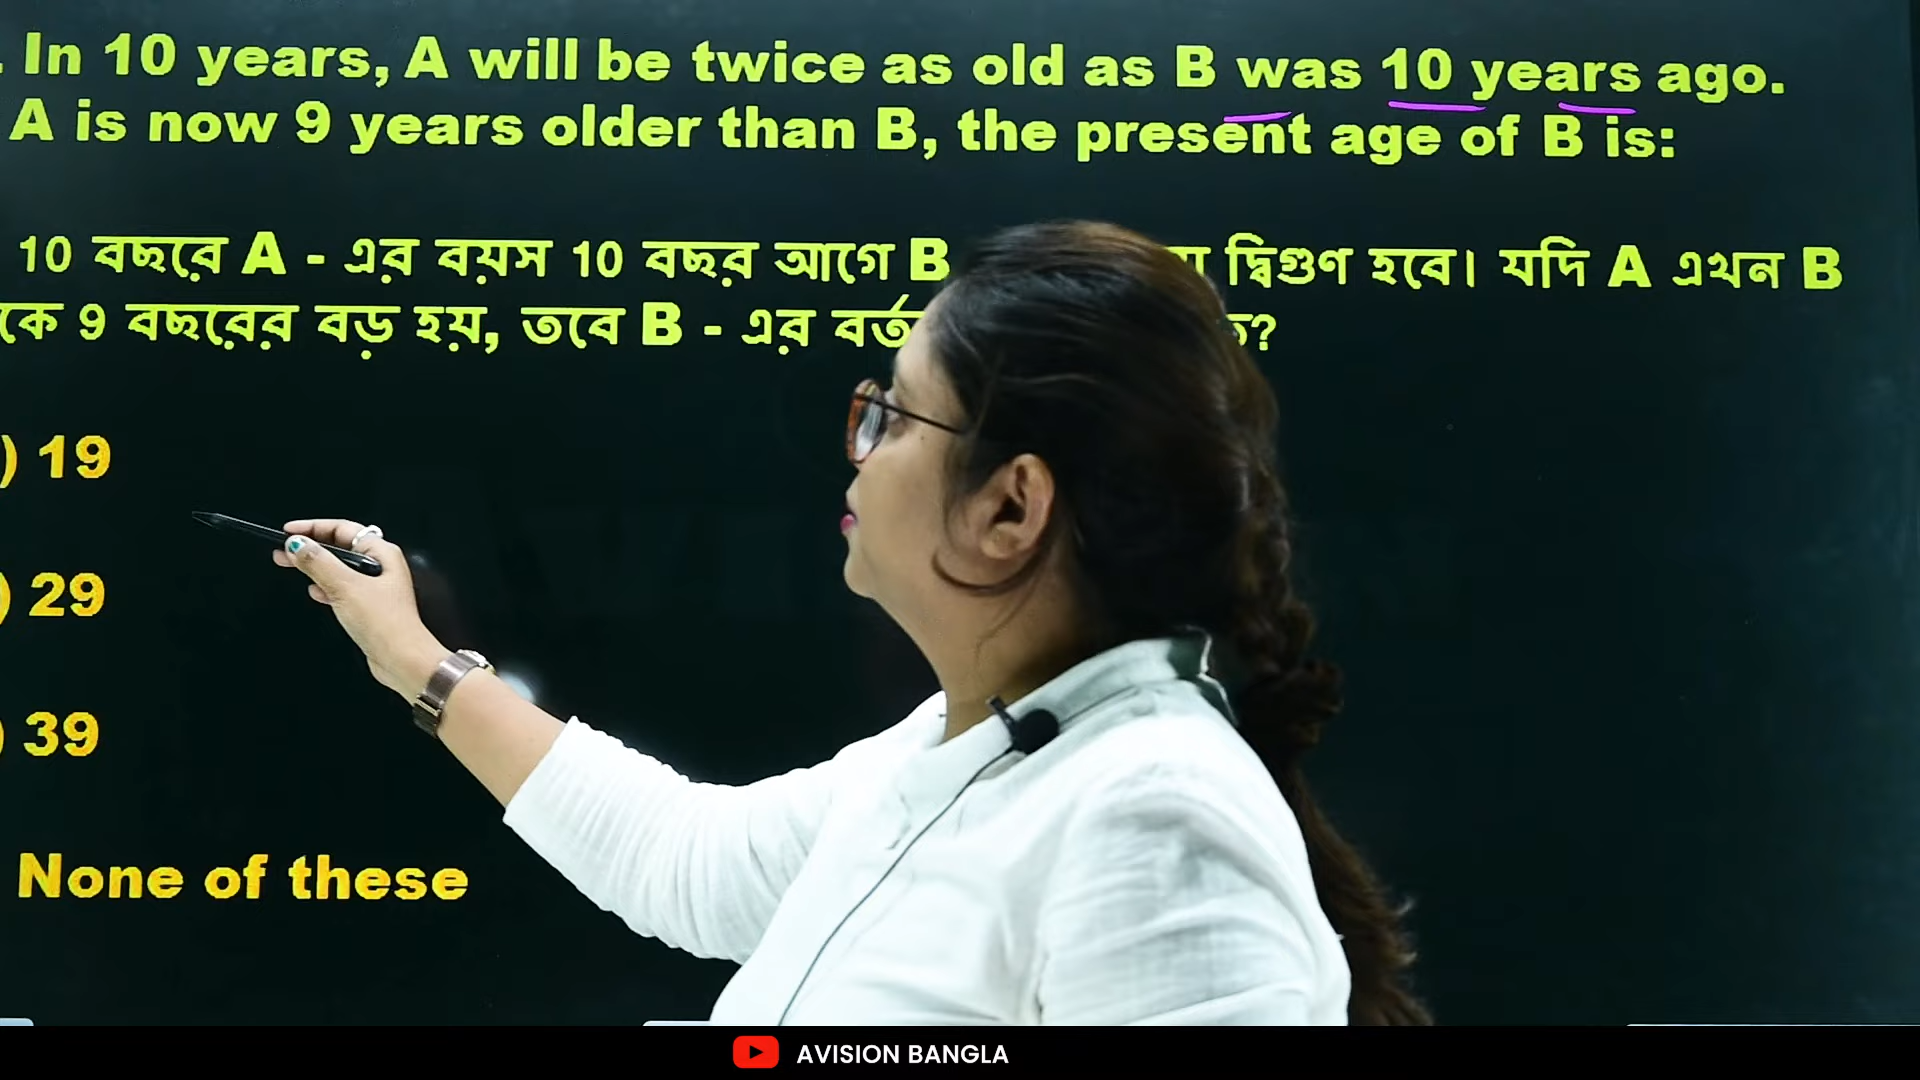 . In 10 years, A will be twice as old as B was 10 years ago.
A is now 9 years older than B, the present age of B is:
10 বছরে A - এর বয়স 10 বছর আগে B দ্বিগুণ হবে। যদি A এখন B
কে 9 বছরের বড় হয়, তবে B - এর
) 19
) 29
) 39
None of these
AVISION BANGLA